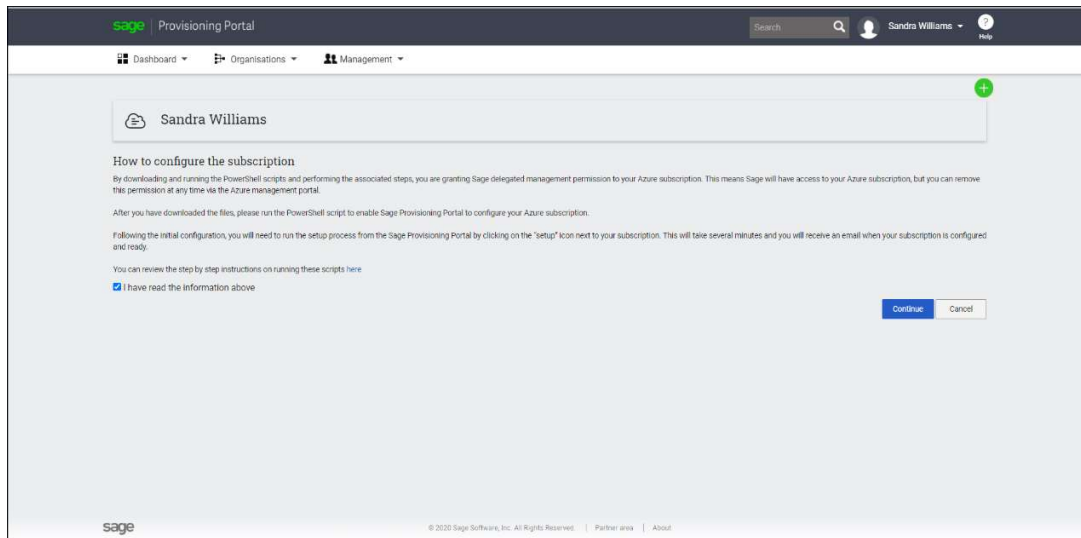 sage Provisioning Portal
Search
Sandra Williams
?
Help
Dashboard
Organisations
Management
Sandra Williams
How to configure the subscription
By downloading and running the PowerShell scripts and performing the associated steps, you are granting Sage delegated management permission to your Azure subscription. This means Sage will have access to your Azure subscription, but you can remove
this permission at any time via the Azure management portal.
After you have downloaded the files, please run the PowerShell script to enable Sage Provisioning Portal to configure your Azure subscription.
Following the initial configuration, you will need to run the setup process from the Sage Provisioning Portal by clicking on the "setup" icon next to your subscription. This will take several minutes and you will receive an email when your subscription is configured
and ready.
You can review the step by step instructions on running these scripts here
I have read the information above
Continue
Cancel
sage
© 2020 Sage Software, Inc. All Rights Reserved. | Partner area | About